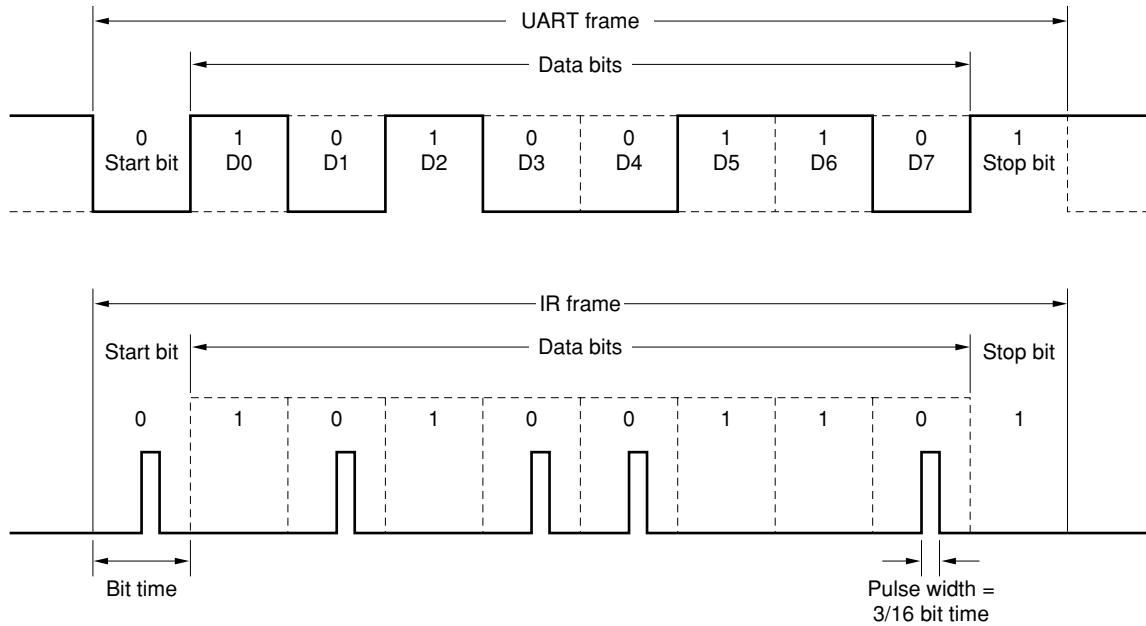 UART frame
Data bits
0 1 0 1 0 0 1 1 0 1
Start bit D0 D1 D2 D3 D4 D5 D6 D7 Stop bit
IR frame
Start bit Data bits Stop bit
0 1 0 1 0 0 1 1 0 1
Bit time
Pulse width =
3/16 bit time